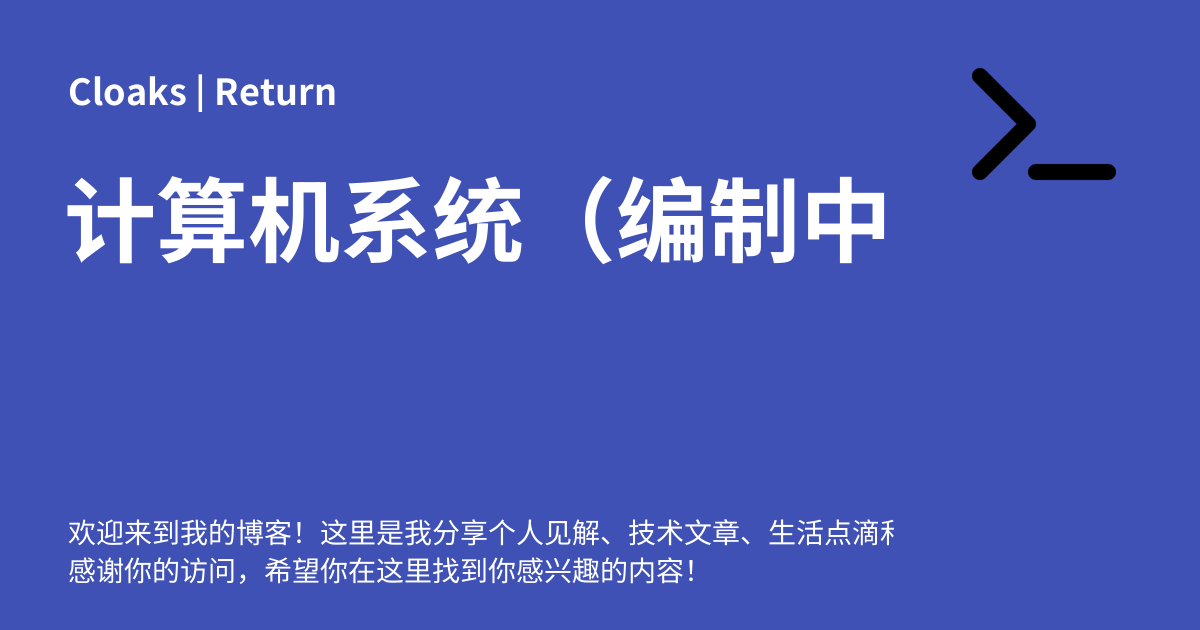 Cloaks | Return
计算机系统（编制中
欢迎来到我的博客！这里是我分享个人见解、技术文章、生活点滴
感谢你的访问，希望你在这里找到你感兴趣的内容！